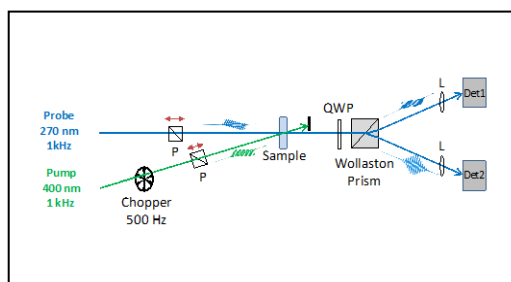 Probe
270 nm
1kHz
P
Pump
400 nm
1 kHz
Chopper
500 Hz
P
Sample
QWP
Wollaston
Prism
L
Det1
L
Det2